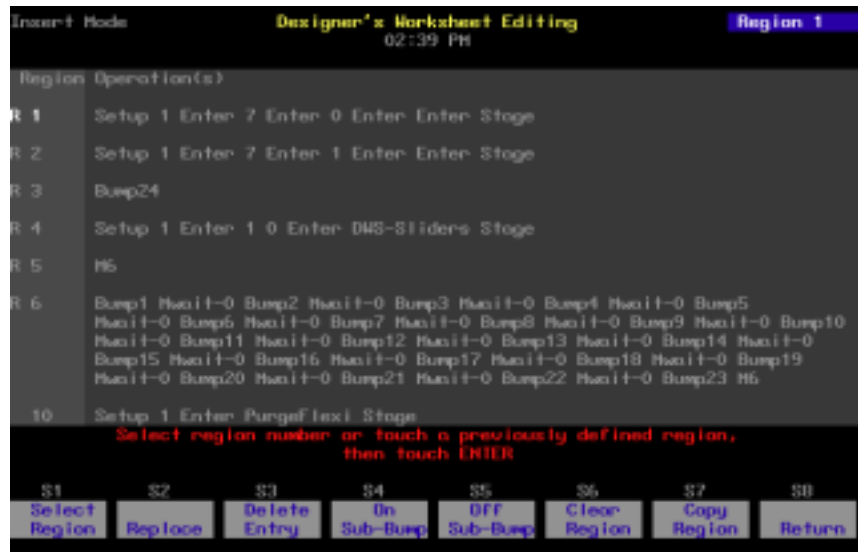 Insert Mode Designer's Worksheet Editing Region 1
02:39 PM
Region Operation(s)
R 1 Setup 1 Enter 7 Enter 0 Enter Enter Stage
R 2 Setup 1 Enter 7 Enter 1 Enter Enter Stage
R 3 Bump24
R 4 Setup 1 Enter 1 0 Enter DWS-Sliders Stage
R 5 M6
R 6 Bump1 Mwait-0 Bump2 Mwait-0 Bump3 Mwait-0 Bump4 Mwait-0 Bump5
Mwait-0 Bump6 Mwait-0 Bump7 Mwait-0 Bump8 Mwait-0 Bump9 Mwait-0 Bump10
Mwait-0 Bump11 Mwait-0 Bump12 Mwait-0 Bump13 Mwait-0 Bump14 Mwait-0
Bump15 Mwait-0 Bump16 Mwait-0 Bump17 Mwait-0 Bump18 Mwait-0 Bump19
Mwait-0 Bump20 Mwait-0 Bump21 Mwait-0 Bump22 Mwait-0 Bump23 M6
10 Setup 1 Enter PurgeFlexi Stage
Select region number or touch a previously defined region,
then touch ENTER
S1 S2 S3 S4 S5 S6 S7 S8
Select Delete On Off Clear Copy
Region Replace Entry Sub-Bump Sub-Bump Region Region Return